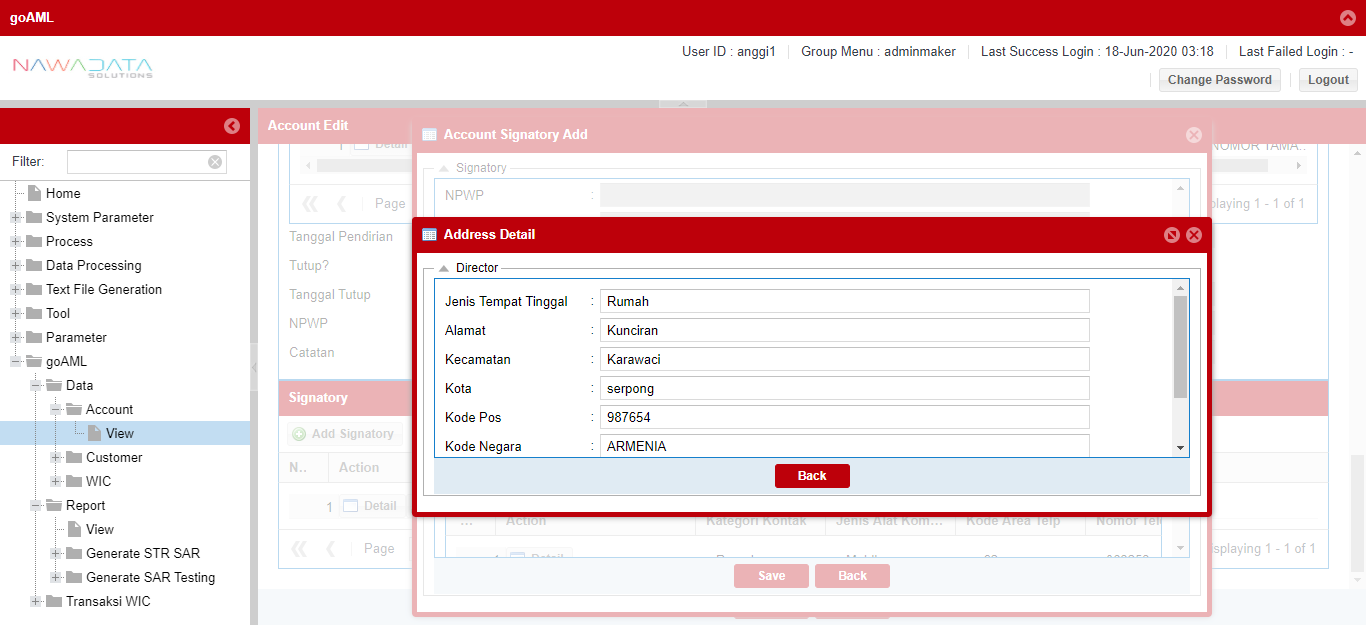 goAML
NAWADATA
SOLUTIONS
User ID : anggi1
Group Menu : adminmaker
Last Success Login : 18-Jun-2020 03:18
Last Failed Login : -
Change Password
Logout
Filter:
Home
System Parameter
Process
Data Processing
Text File Generation
Tool
Parameter
goAML
Data
Account
View
Customer
WIC
Report
View
Generate STR SAR
Generate SAR Testing
Transaksi WIC
Account Edit
1 Detail
NOMOR TAMA..
Page
playing 1 - 1 of 1
Tanggal Pendirian
Tutup?
Tanggal Tutup
NPWP
Catatan
Signatory
Add Signatory
N.. Action
1 Detail
Page
isplaying 1 - 1 of 1
Account Signatory Add
Signatory
NPWP :
Address Detail
Director
Jenis Tempat Tinggal : Rumah
Alamat : Kunciran
Kecamatan : Karawaci
Kota : serpong
Kode Pos : 987654
Kode Negara : ARMENIA
Back
... Action Kategori Kontak Jenis Alat Kom... Kode Area Telp Nomor Tel
1 Detail
Save Back